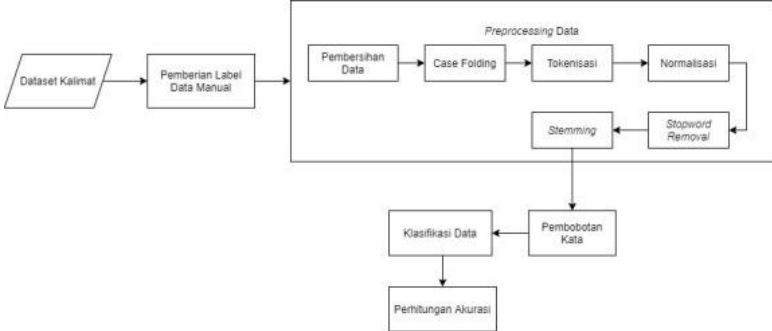 Preprocessing Data
Dataset Kalimat
Pemberian Label
Data Manual
Pembersihan
Data
Case Folding
Tokenisasi
Normalisasi
Stopword
Removal
Stemming
Pembobotan
Kata
Klasifikasi Data
Perhitungan Akurasi